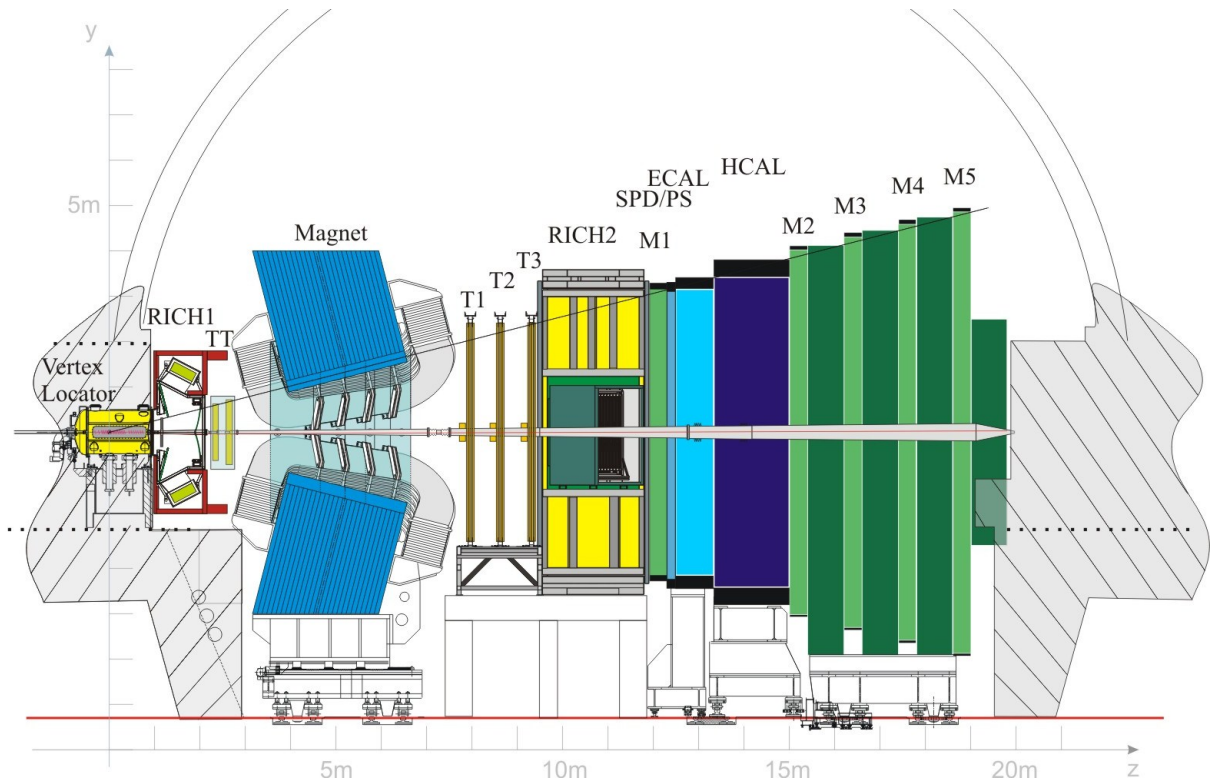 y
HCAL
ECAL
M5
SPD/PS
M4
5m
M3
M2
Magnet
RICH2
M1
T3
T2
T1
RICH1
TT
Vertex
Locator
5m
10m
15m
20m
z